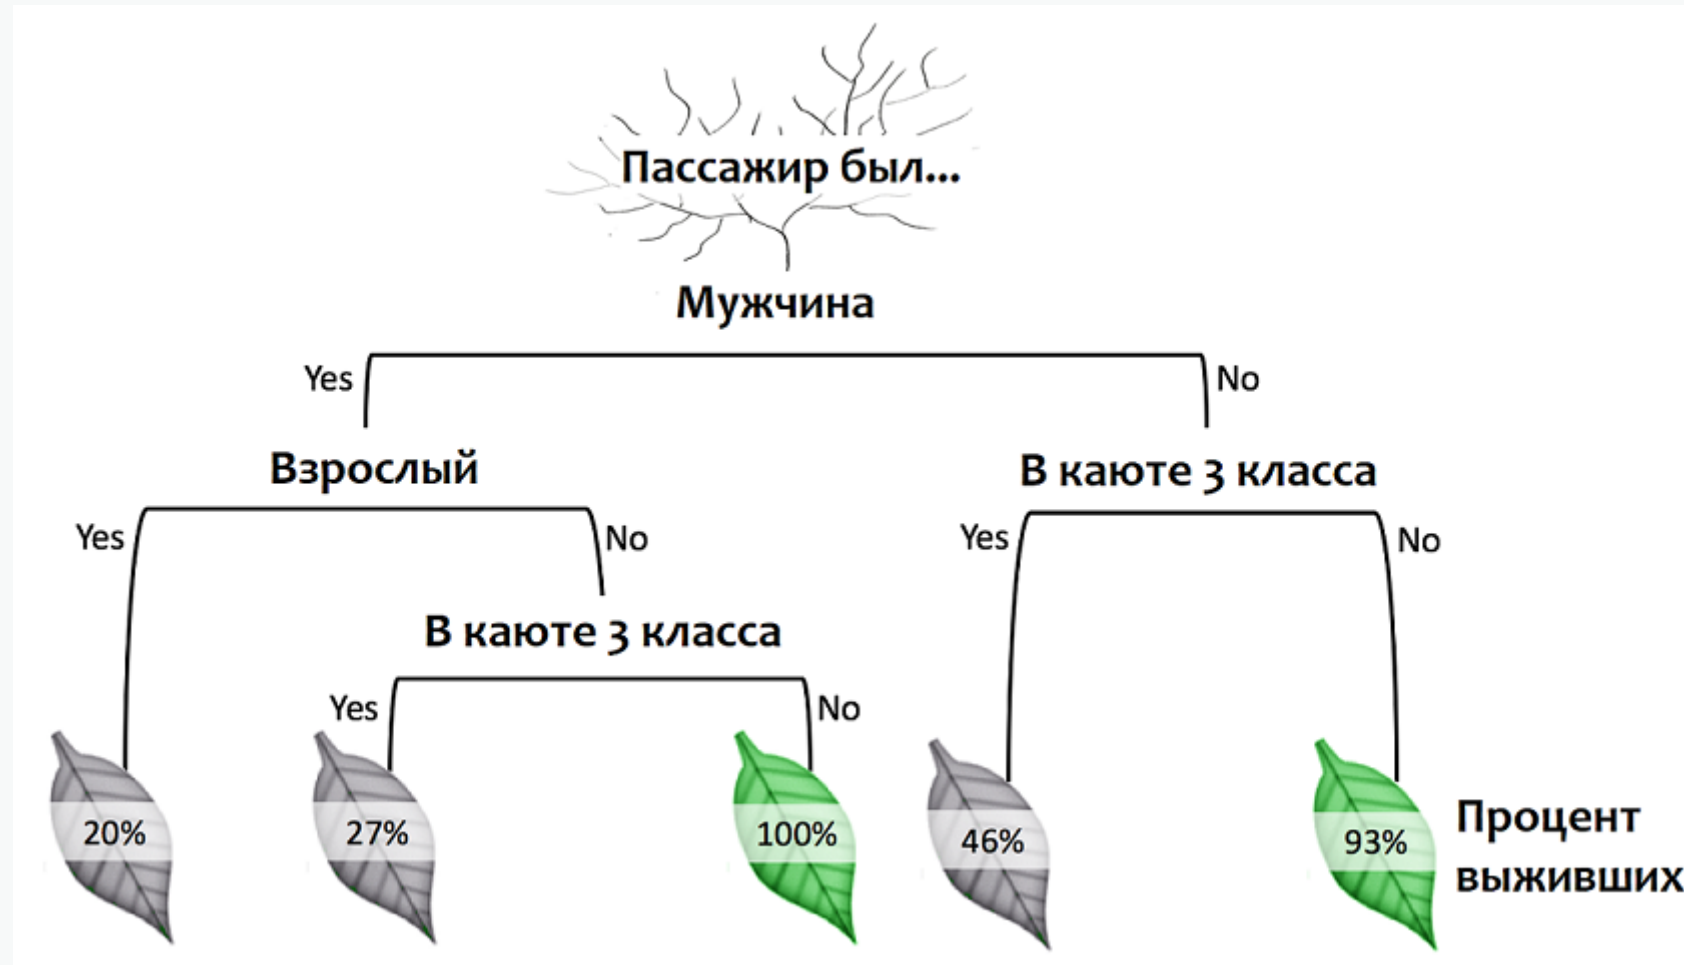 Пассажир был...
Мужчина
Yes
No
Взрослый
В каюте 3 класса
Yes
No
Yes
No
В каюте 3 класса
Yes
No
20%
27%
100%
46%
93%
Процент
выживших